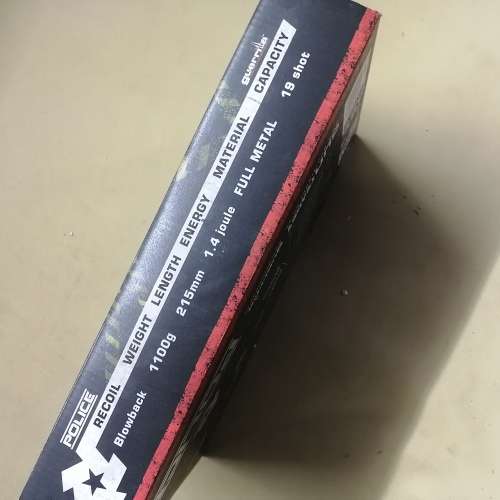 POLICE
guerrilla
RECOIL WEIGHT LENGTH ENERGY MATERIAL CAPACITY
Blowback 1100g 215mm 1.4 joule FULL METAL 19 shot